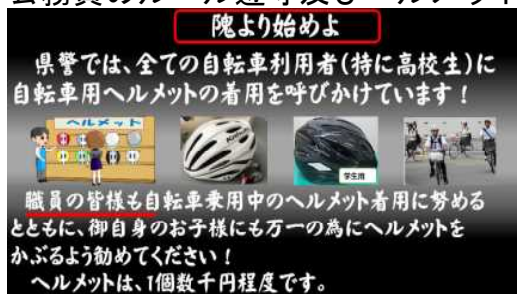 隗より始めよ
県警では、全ての自転車利用者(特に高校生)に
自転車用ヘルメットの着用を呼びかけています!
ヘルメット
学生用
職員の皆様も自転車乗用中のヘルメット着用に努める
とともに、御自身のお子様にも万一の為にヘルメットを
かぶるよう勧めてください!
ヘルメットは、1個数千円程度です。